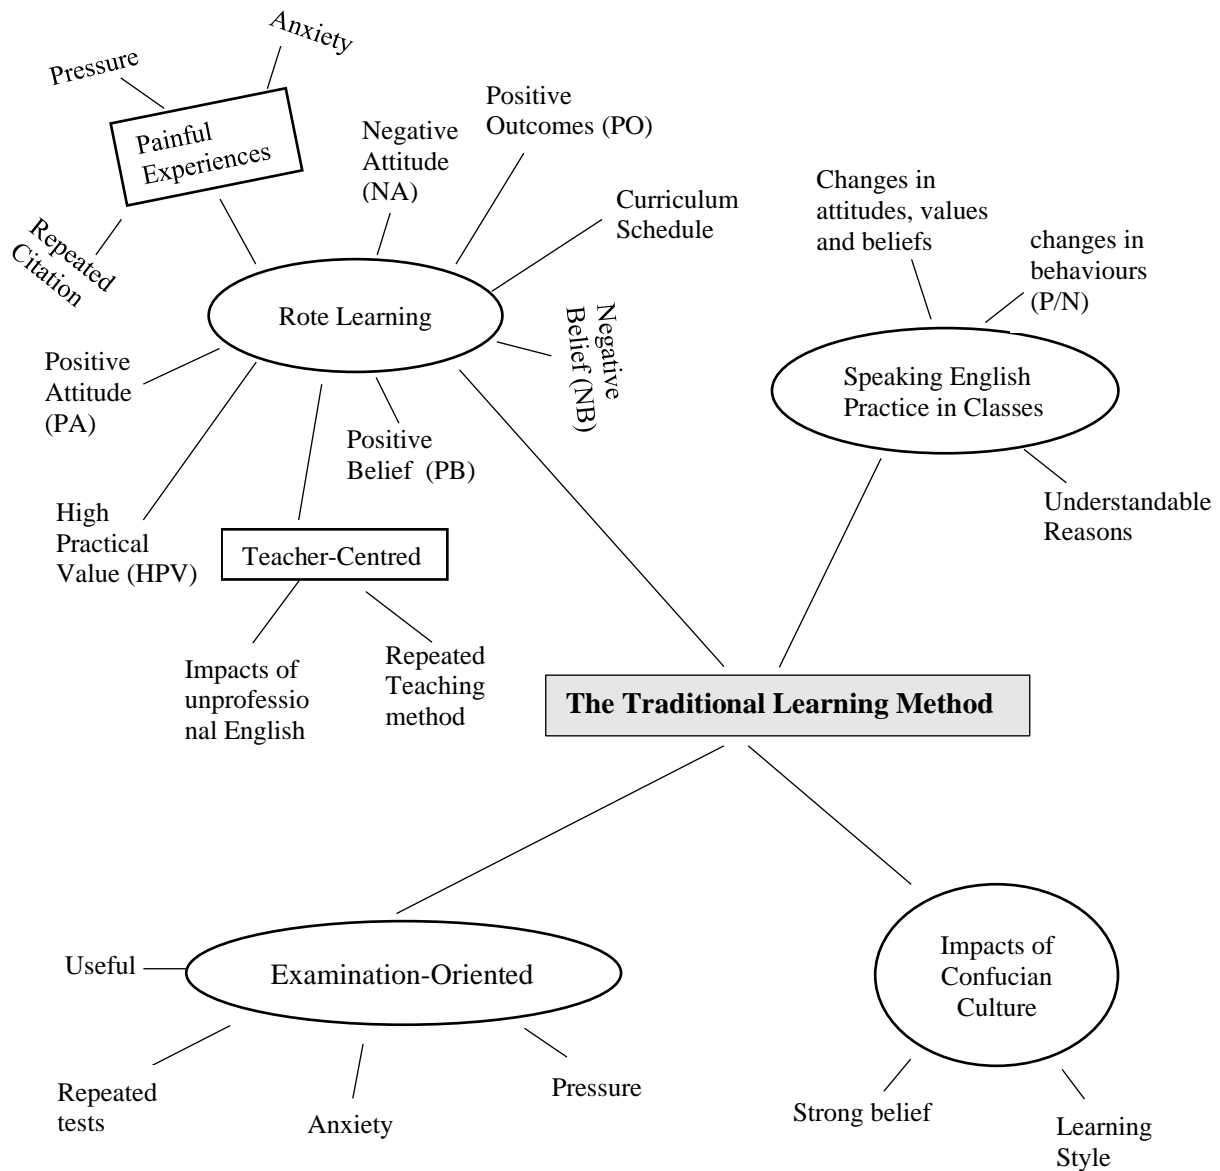 Anxiety
Pressure
Painful
Experiences
Repeated
Citation
Negative
Attitude
(NA)
Positive
Outcomes (PO)
Curriculum
Schedule
Rote Learning
Negative
Belief (NB)
Positive
Attitude
(PA)
Positive
Belief (PB)
High
Practical
Value (HPV)
Teacher-Centred
Impacts of
unprofessio
nal English
Repeated
Teaching
method
Changes in
attitudes, values
and beliefs
changes in
behaviours
(P/N)
Speaking English
Practice in Classes
Understandable
Reasons
The Traditional Learning Method
Useful
Examination-Oriented
Repeated
tests
Anxiety
Pressure
Impacts of
Confucian
Culture
Strong belief
Learning
Style